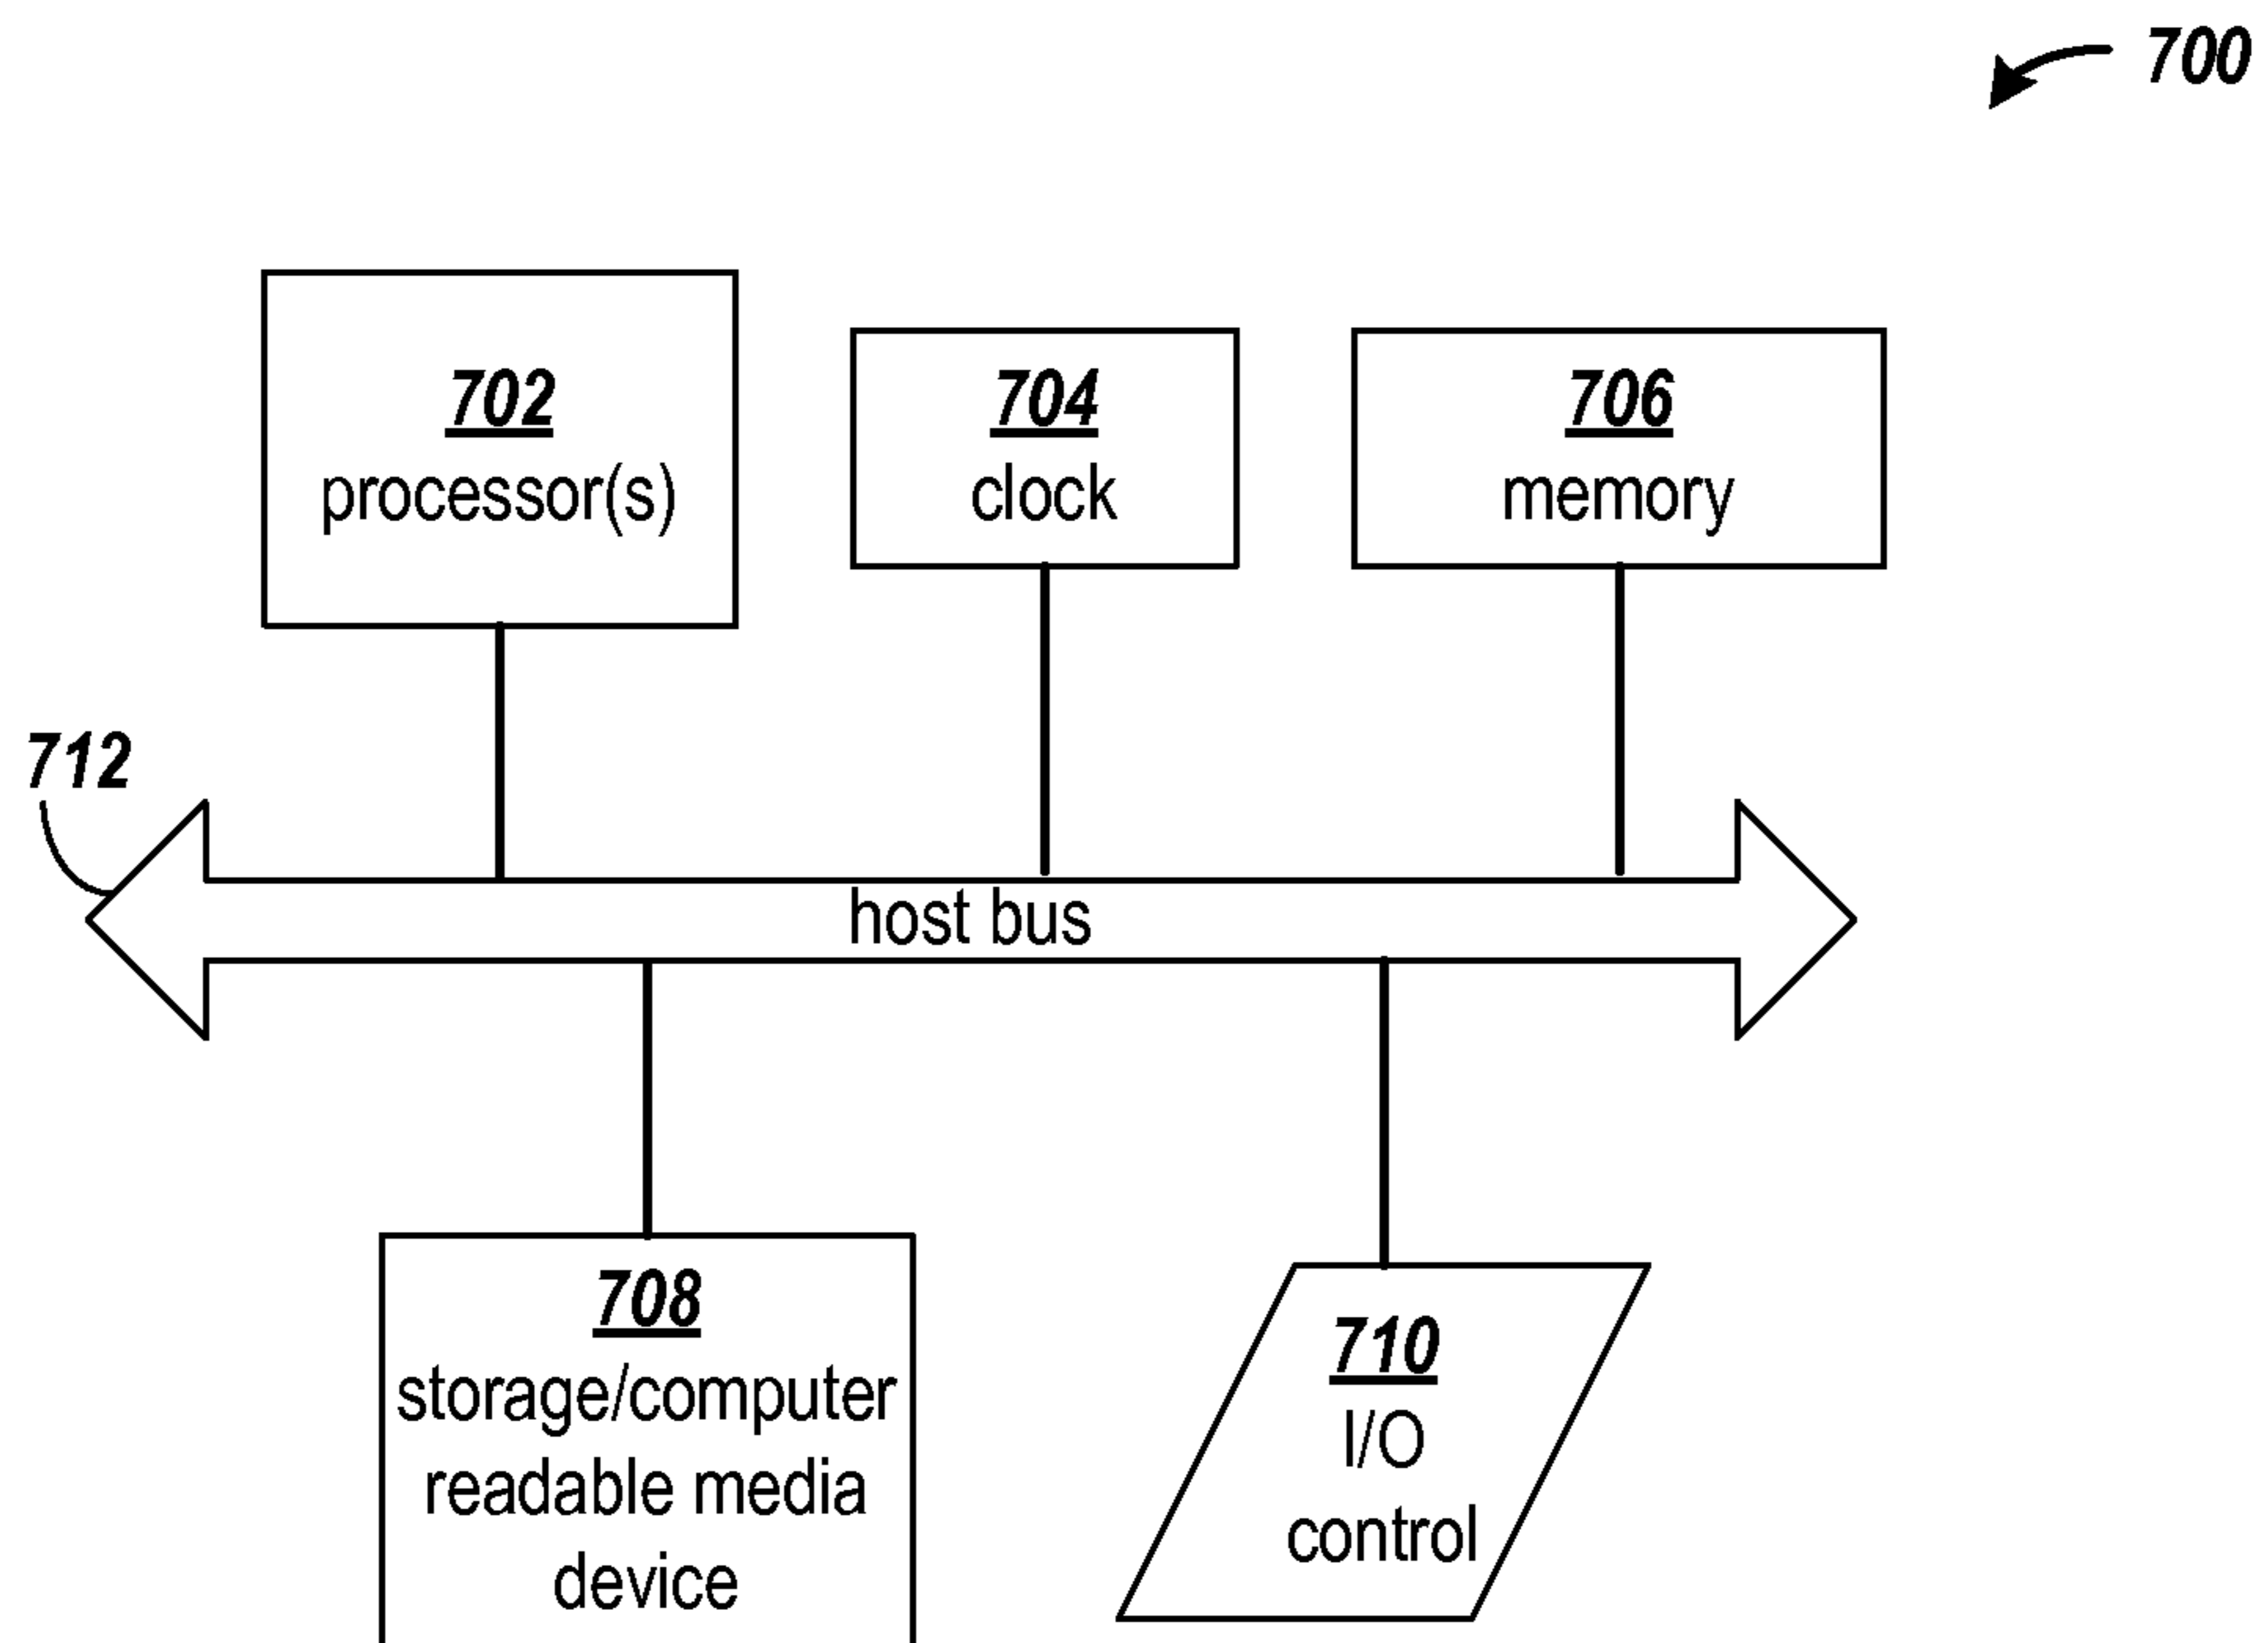 700
702
processor(s)
704
clock
706
memory
712
host bus
708
storage/computer
readable media
device
710
I/O
control